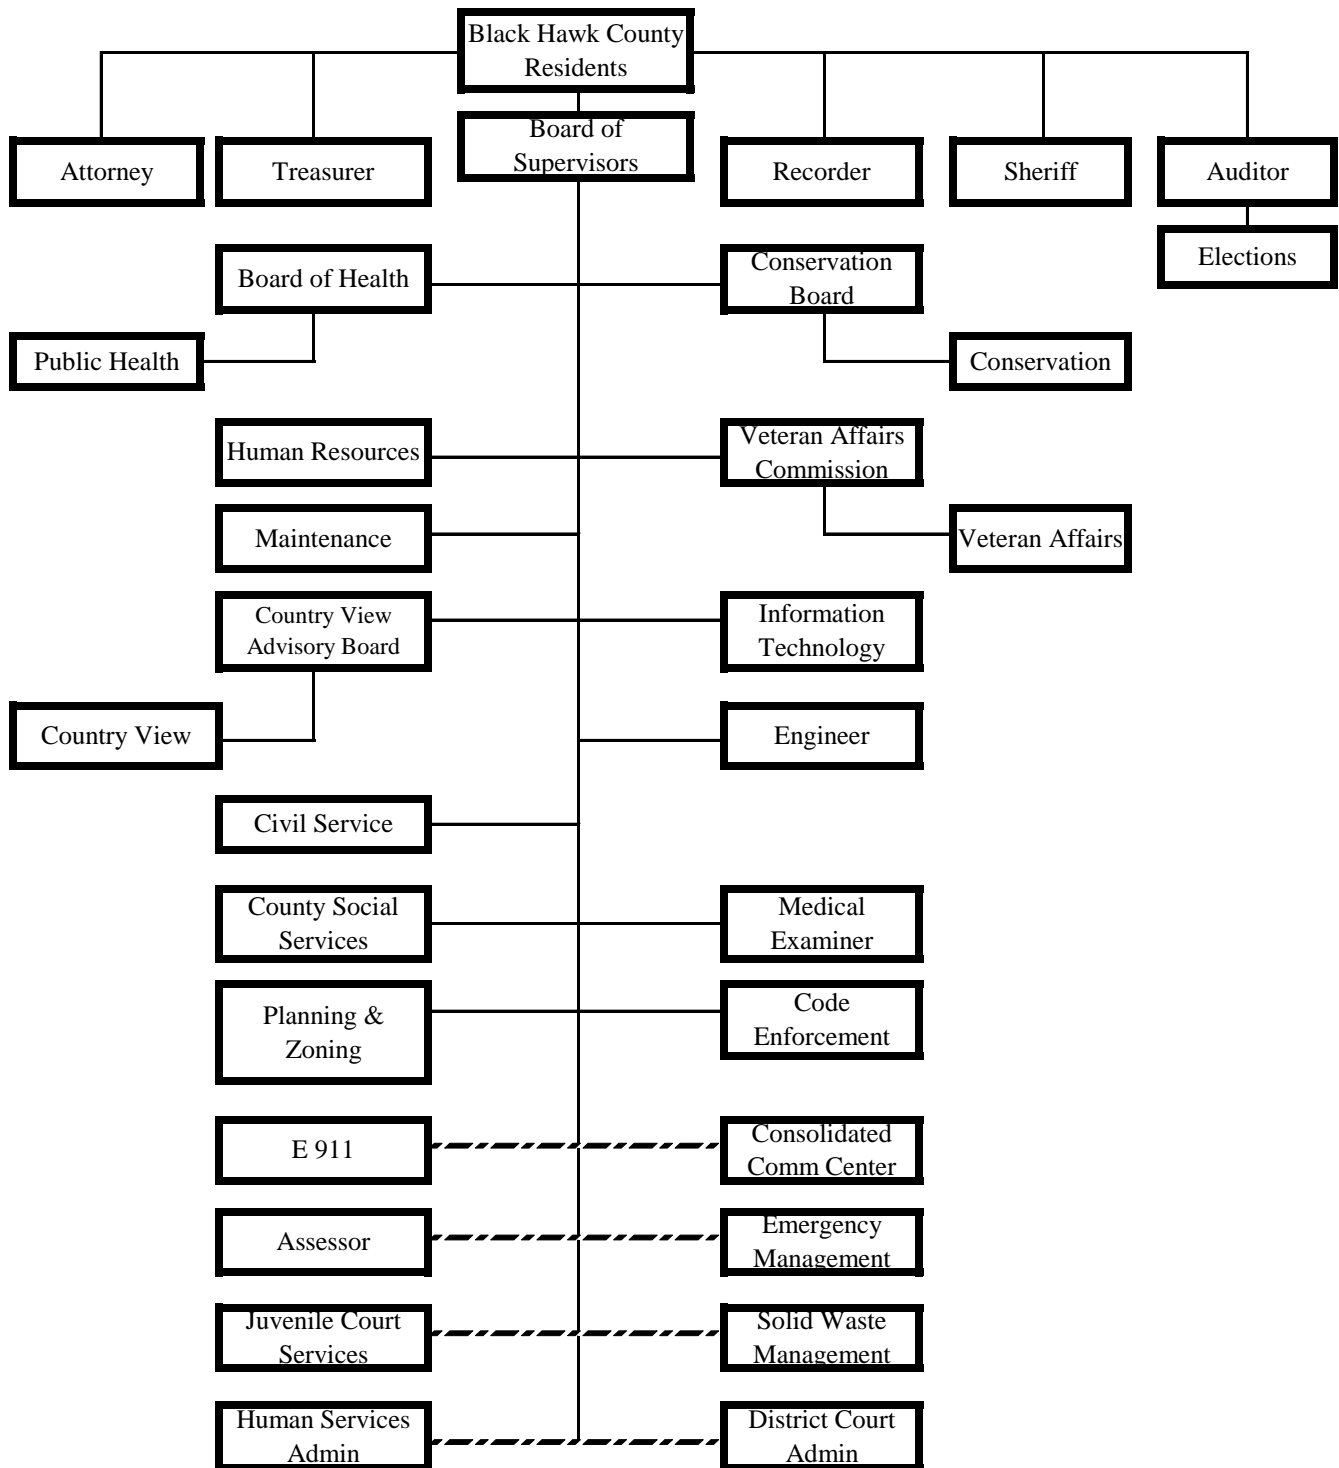 Black Hawk County
Residents
Board of
Supervisors
Attorney
Treasurer
Recorder
Sheriff
Auditor
Elections
Board of Health
Conservation
Board
Public Health
Conservation
Human Resources
Veteran Affairs
Commission
Maintenance
Veteran Affairs
Country View
Advisory Board
Information
Technology
Country View
Engineer
Civil Service
County Social
Services
Medical
Examiner
Planning &
Zoning
Code
Enforcement
E 911
Consolidated
Comm Center
Assessor
Emergency
Management
Juvenile Court
Services
Solid Waste
Management
Human Services
Admin
District Court
Admin